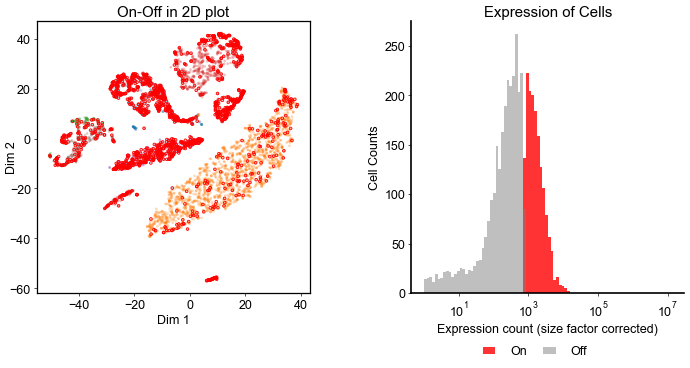 On-Off in 2D plot
Dim 2
40
20
0
−20
−40
−60
−40
−20
0
20
40
Dim 1
Expression of Cells
Cell Counts
250
200
150
100
50
0
10^1
10^3
10^5
10^7
Expression count (size factor corrected)
On
Off